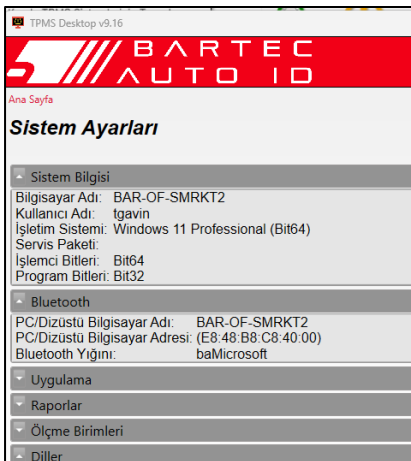 TPMS Desktop v9.16
BARTEC
AUTO ID
Ana Sayfa
Sistem Ayarları
Sistem Bilgisi
Bilgisayar Adı: BAR-OF-SMRKT2
Kullanıcı Adı: tgavin
İşletim Sistemi: Windows 11 Professional (Bit64)
Servis Paketi:
İşlemci Bitleri: Bit64
Program Bitleri: Bit32
Bluetooth
PC/Dizüstü Bilgisayar Adı: BAR-OF-SMRKT2
PC/Dizüstü Bilgisayar Adresi: (E8:48:B8:C8:40:00)
Bluetooth Yığını: baMicrosoft
Uygulama
Raporlar
Ölçme Birimleri
Diller